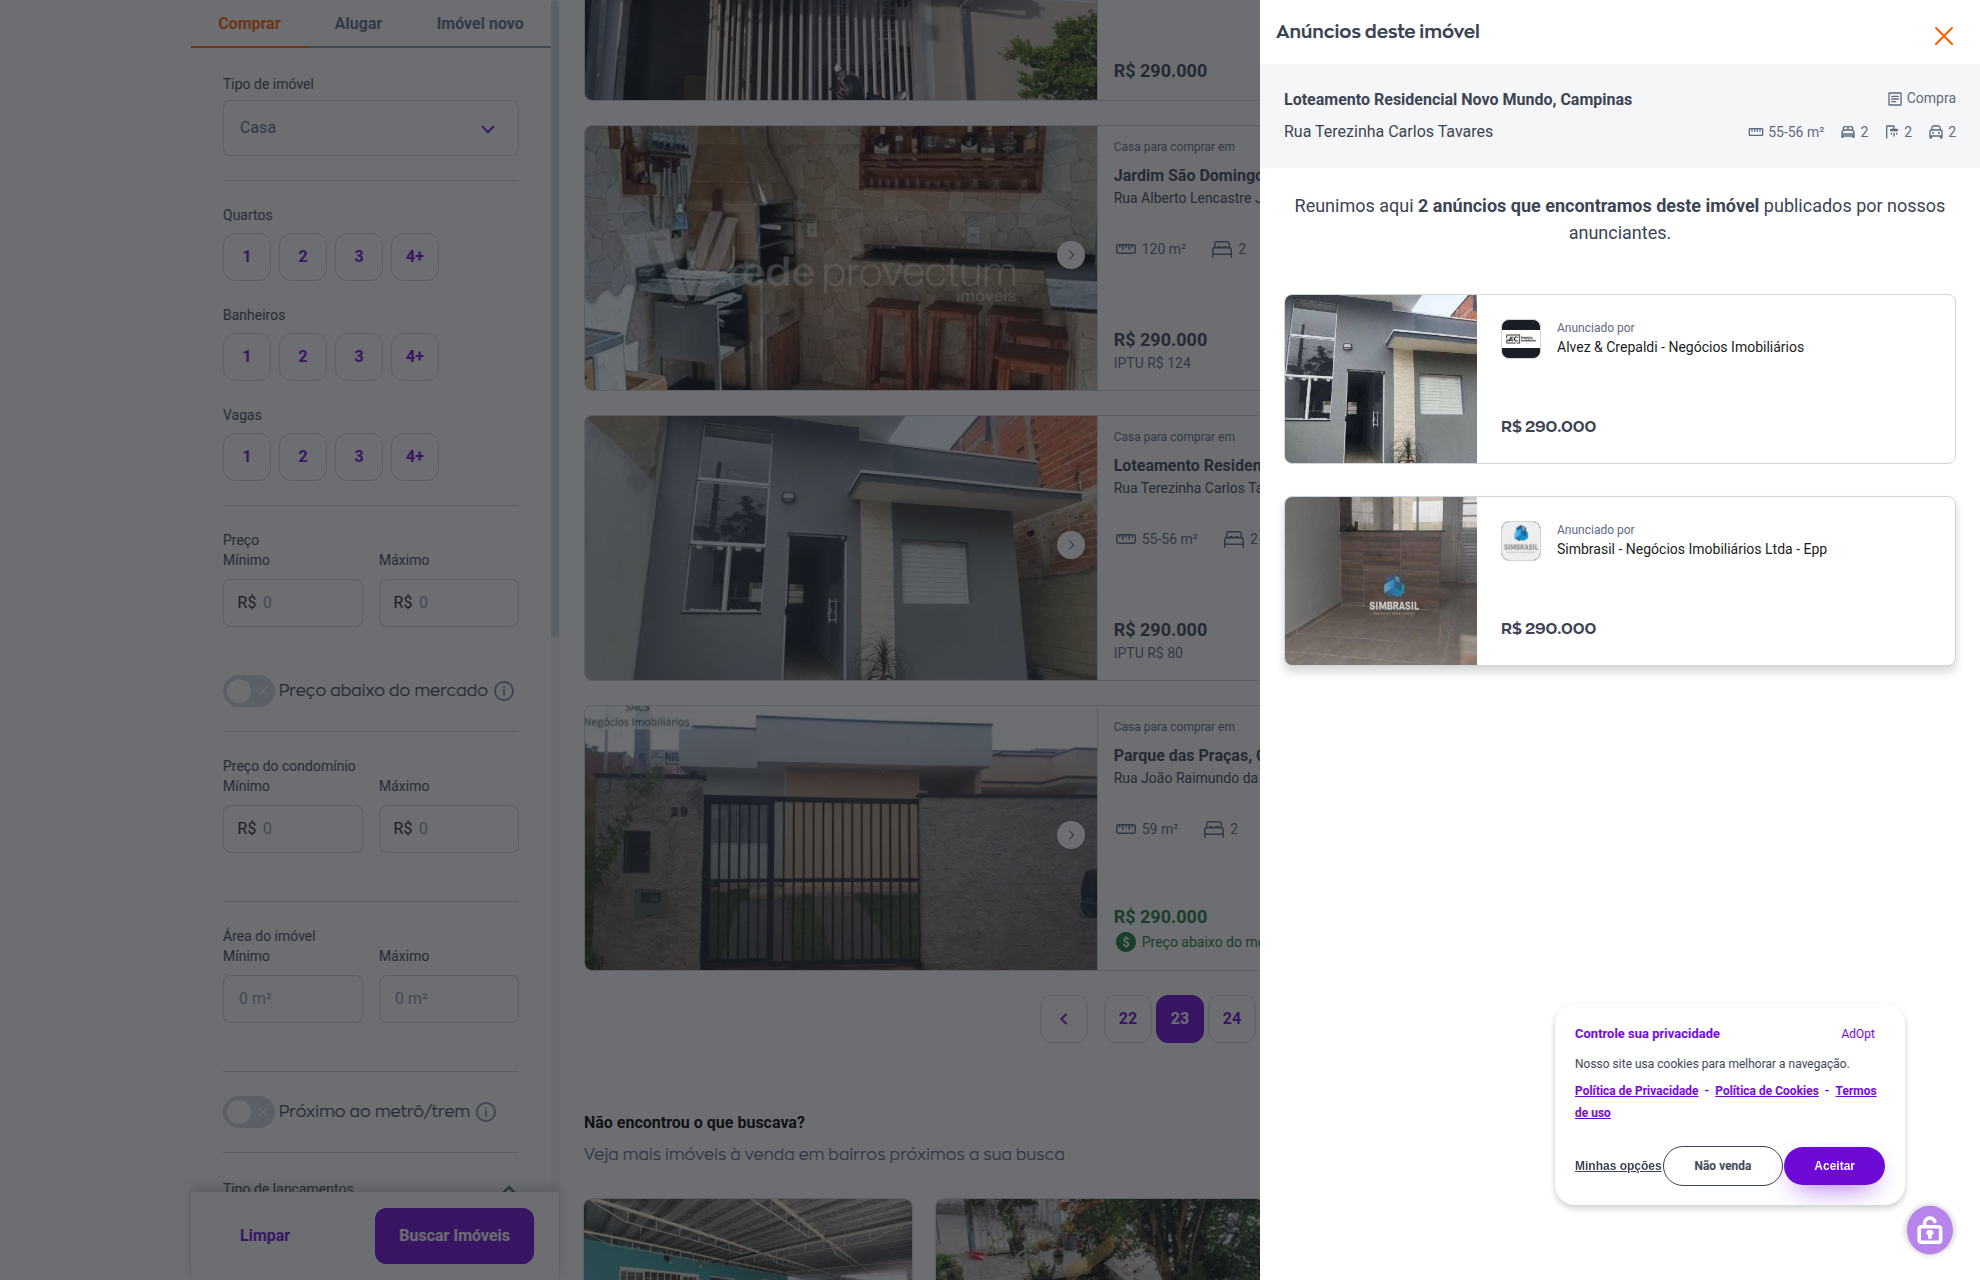 Comprar
Alugar
Imóvel novo
Tipo de imóvel
Casa
Quartos
1
2
3
4+
Banheiros
1
2
3
4+
Vagas
1
2
3
4+
Preço
Mínimo
Máximo
R$ 0
R$ 0
Preço abaixo do mercado
Preço do condomínio
Mínimo
Máximo
R$ 0
R$ 0
Área do imóvel
Mínimo
Máximo
0 m²
0 m²
Próximo ao metrô/trem
Tipo de lançamentos
Limpar
Buscar Imóveis
R$ 290.000
rede provectum
imóveis
Casa para comprar em
Jardim São Domingo
Rua Alberto Lencastre
120 m²
2
R$ 290.000
IPTU R$ 124
Casa para comprar em
Loteamento Residen
Rua Terezinha Carlos Ta
55-56 m²
2
R$ 290.000
IPTU R$ 80
SACS
Negócios Imobiliários
29
Casa para comprar em
Parque das Praças,
Rua João Raimundo da
59 m²
2
R$ 290.000
Preço abaixo do me
22
23
24
Não encontrou o que buscava?
Veja mais imóveis à venda em bairros próximos a sua busca
Anúncios deste imóvel
Loteamento Residencial Novo Mundo, Campinas
Compra
Rua Terezinha Carlos Tavares
55-56 m²
2
2
2
Reunimos aqui 2 anúncios que encontramos deste imóvel publicados por nossos
anunciantes.
Anunciado por
Alvez & Crepaldi - Negócios Imobiliários
R$ 290.000
SIMBRASIL
SIMBRASIL
Anunciado por
Simbrasil - Negócios Imobiliários Ltda - Epp
R$ 290.000
Controle sua privacidade
AdOpt
Nosso site usa cookies para melhorar a navegação.
Política de Privacidade - Política de Cookies - Termos
de uso
Minhas opções
Não venda
Aceitar